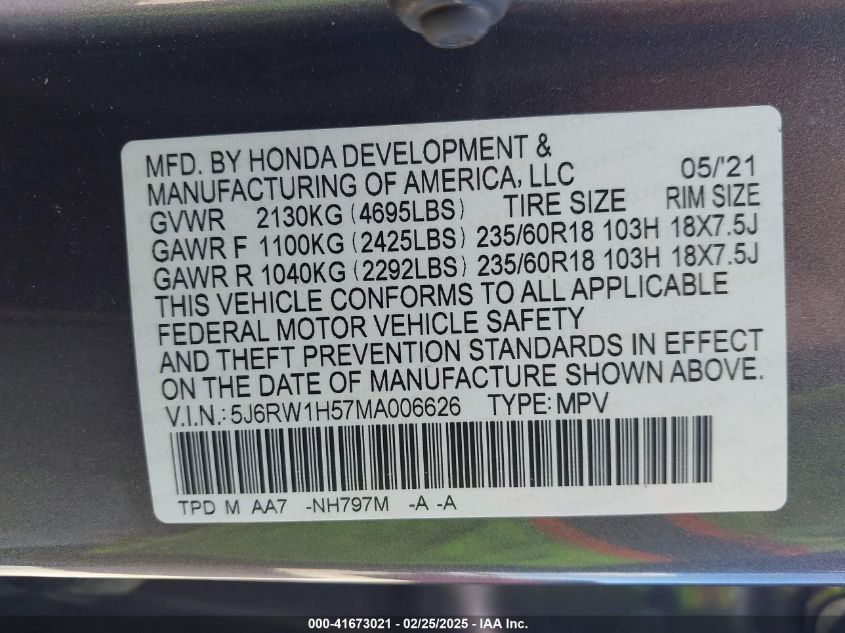 MFD. BY HONDA DEVELOPMENT &
MANUFACTURING OF AMERICA, LLC 05/'21
GVWR 2130KG (4695LBS) TIRE SIZE RIM SIZE
GAWR F 1100KG (2425LBS) 235/60R18 103H 18X7.5J
GAWR R 1040KG (2292LBS) 235/60R18 103H 18X7.5J
THIS VEHICLE CONFORMS TO ALL APPLICABLE
FEDERAL MOTOR VEHICLE SAFETY
AND THEFT PREVENTION STANDARDS IN EFFECT
ON THE DATE OF MANUFACTURE SHOWN ABOVE.
V.I.N.: 5J6RW1H57MA006626 TYPE: MPV
TPD M AA7 -NH797M -A -A
000-41673021 - 02/25/2025 - IAA Inc.